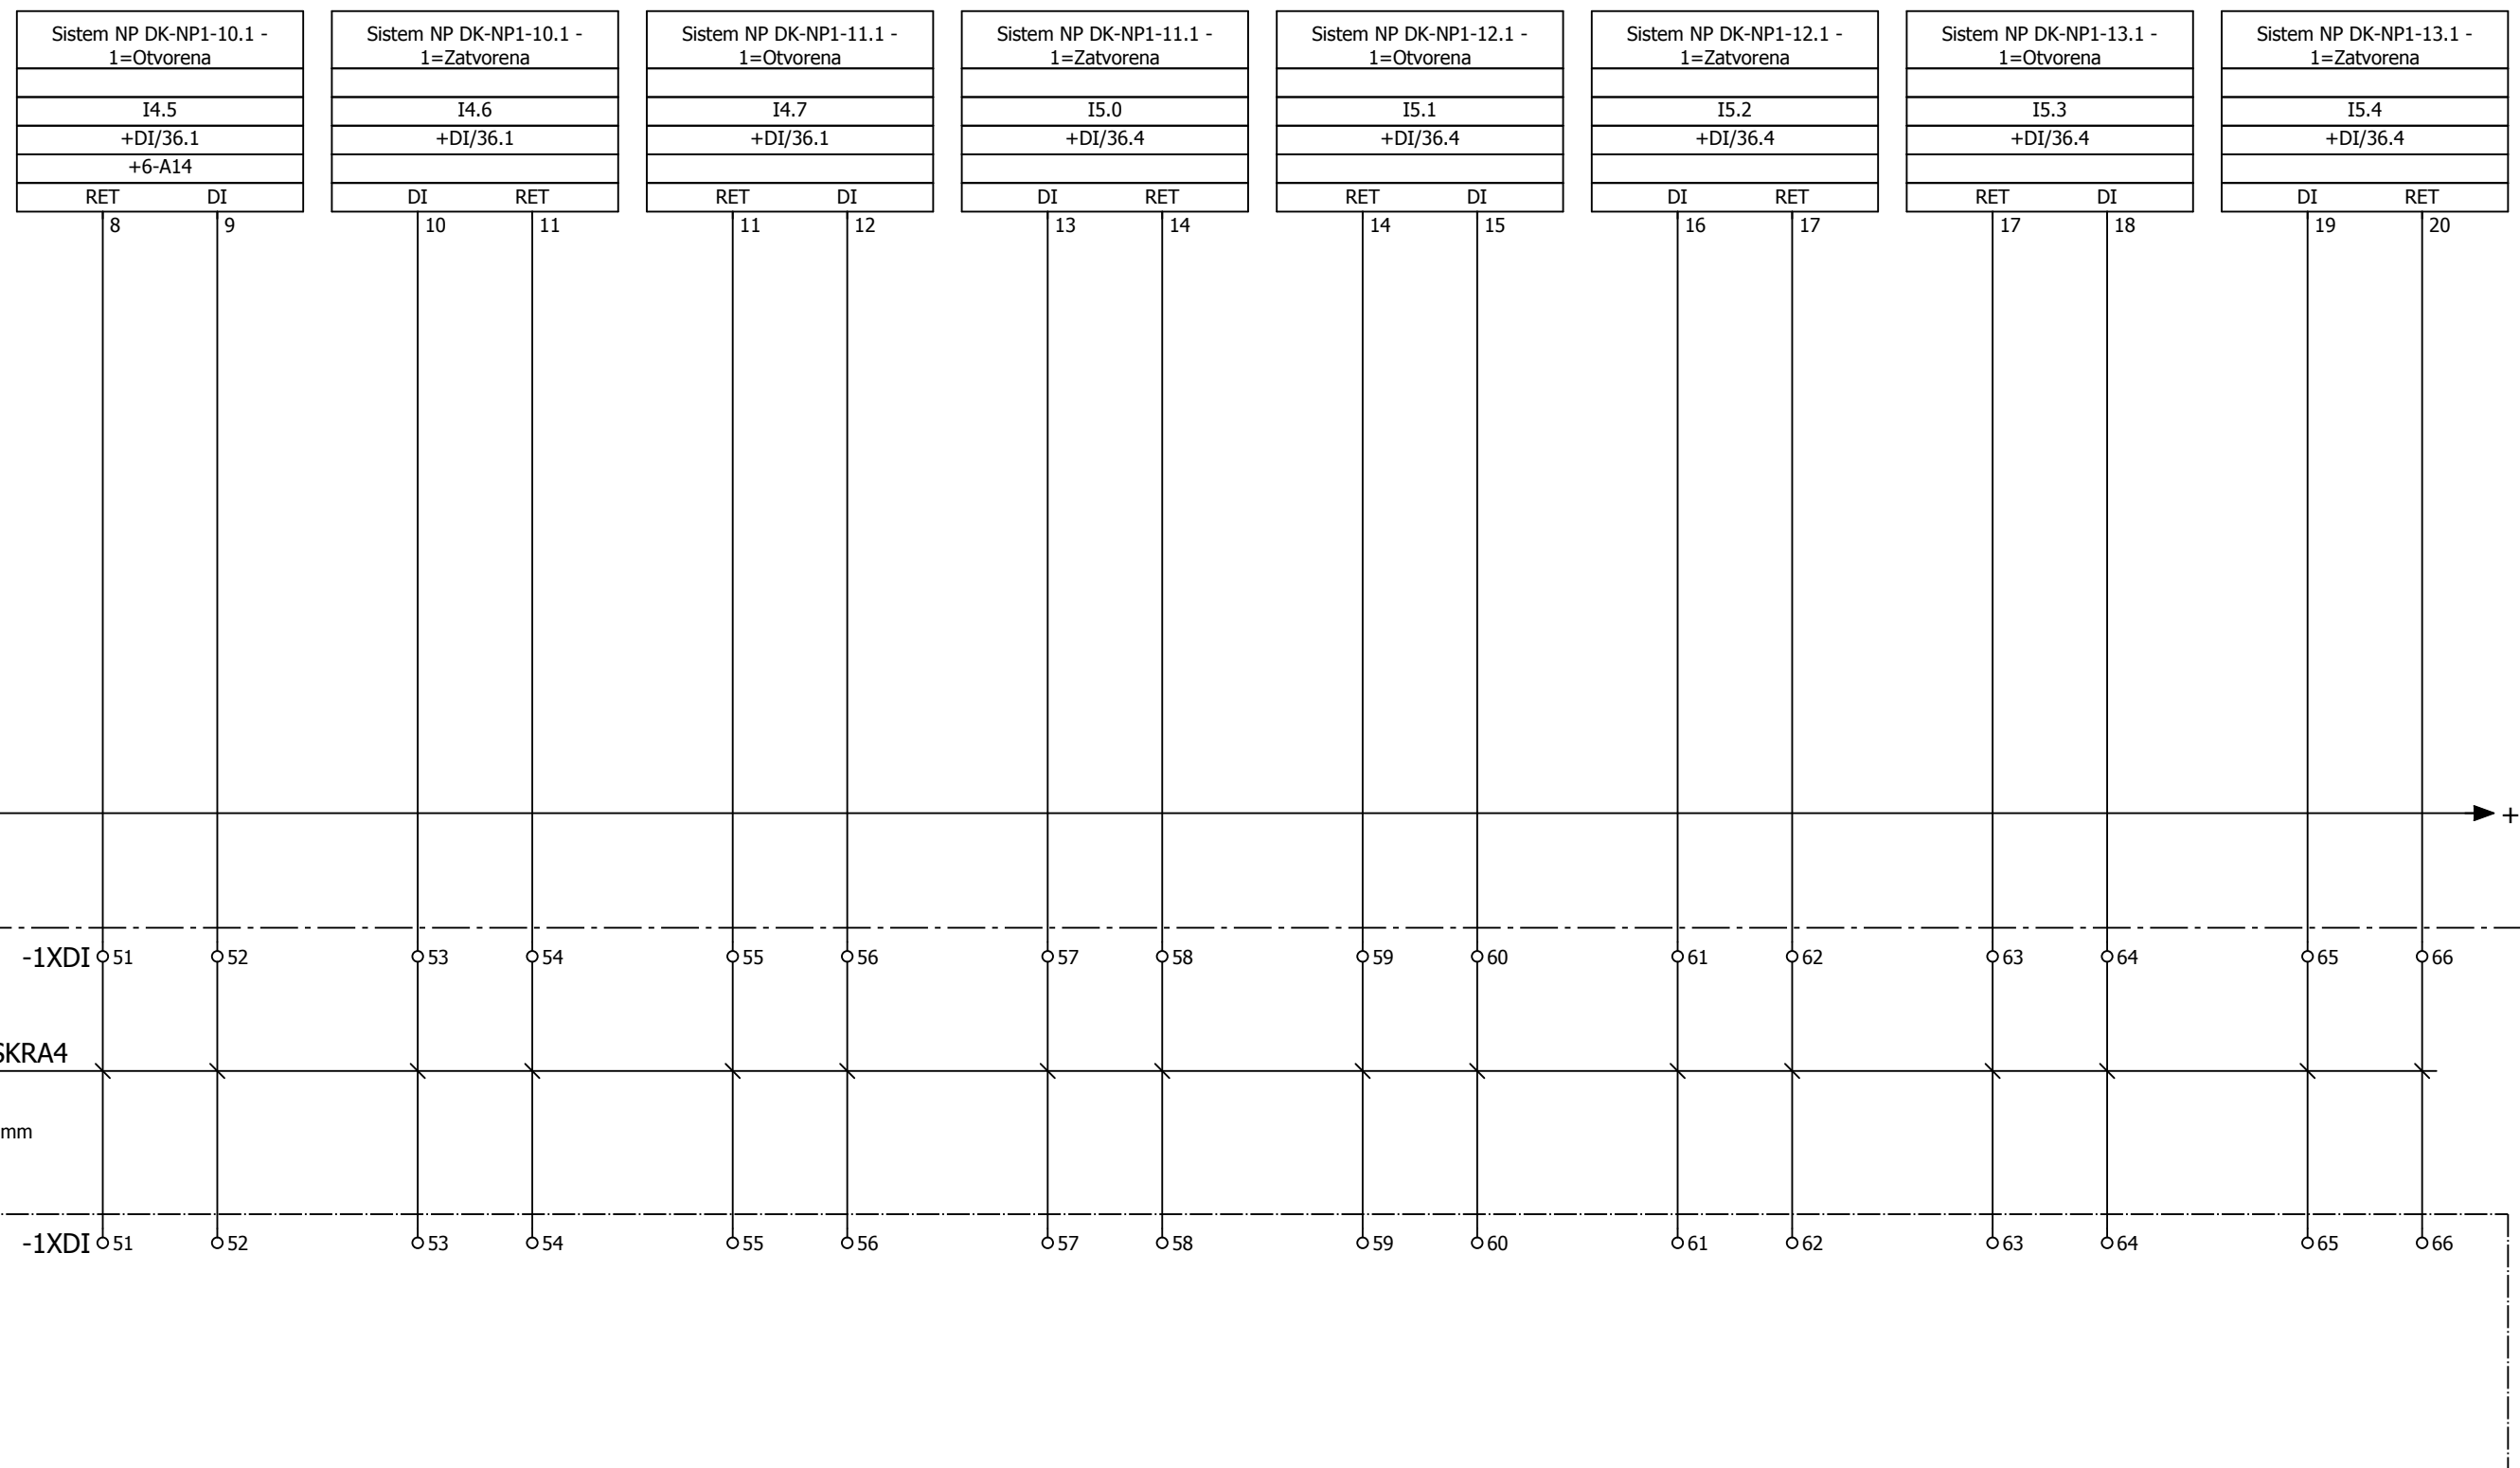 Sistem NP DK-NP1-10.1 -
1=Otvorena
I4.5
+DI/36.1
+6-A14
RET DI
8 9
Sistem NP DK-NP1-10.1 -
1=Zatvorena
I4.6
+DI/36.1
DI RET
10 11
Sistem NP DK-NP1-11.1 -
1=Otvorena
I4.7
+DI/36.1
RET DI
11 12
Sistem NP DK-NP1-11.1 -
1=Zatvorena
I5.0
+DI/36.4
DI RET
13 14
Sistem NP DK-NP1-12.1 -
1=Otvorena
I5.1
+DI/36.4
RET DI
14 15
Sistem NP DK-NP1-12.1 -
1=Zatvorena
I5.2
+DI/36.4
DI RET
16 17
Sistem NP DK-NP1-13.1 -
1=Otvorena
I5.3
+DI/36.4
RET DI
17 18
Sistem NP DK-NP1-13.1 -
1=Zatvorena
I5.4
+DI/36.4
DI RET
19 20
+
-1XDI 51 52 53 54 55 56 57 58 59 60 61 62 63 64 65 66
SKRA4
mm
-1XDI 51 52 53 54 55 56 57 58 59 60 61 62 63 64 65 66